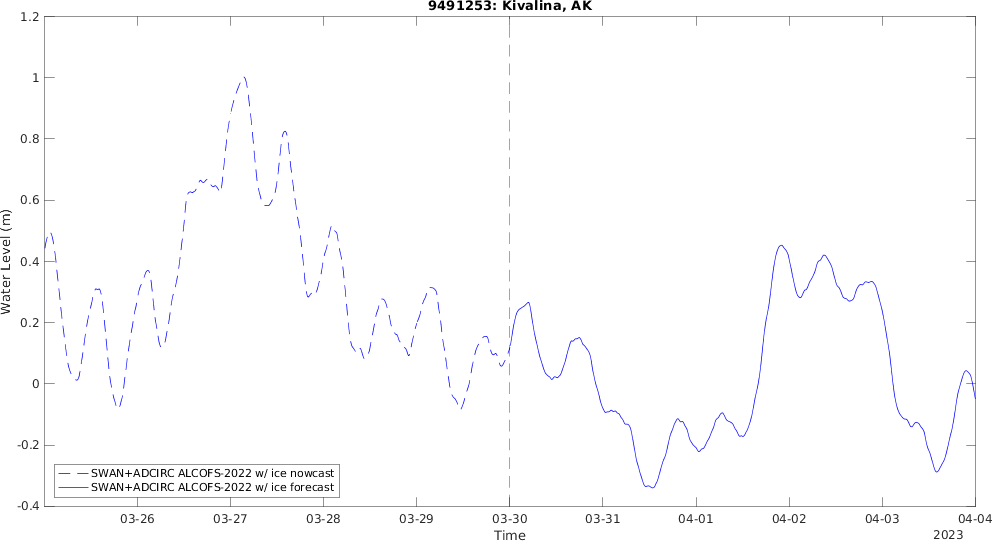 9491253: Kivalina, AK
Water Level (m)
1.2
1
0.8
0.6
0.4
0.2
0
-0.2
-0.4
SWAN+ADCIRC ALCOFS-2022 w/ ice nowcast
SWAN+ADCIRC ALCOFS-2022 w/ ice forecast
03-26 03-27 03-28 03-29 03-30 03-31 04-01 04-02 04-03 04-04
Time
2023